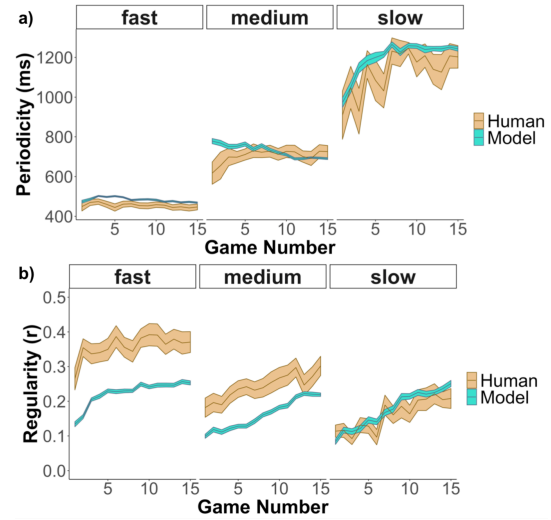 a)
fast medium slow
Periodicity (ms)
1200
1000
800
600
400
5 10 15 5 10 15 5 10 15
Game Number
Human
Model
b)
fast medium slow
Regularity (r)
0.5
0.4
0.3
0.2
0.1
0.0
5 10 15 5 10 15 5 10 15
Game Number
Human
Model